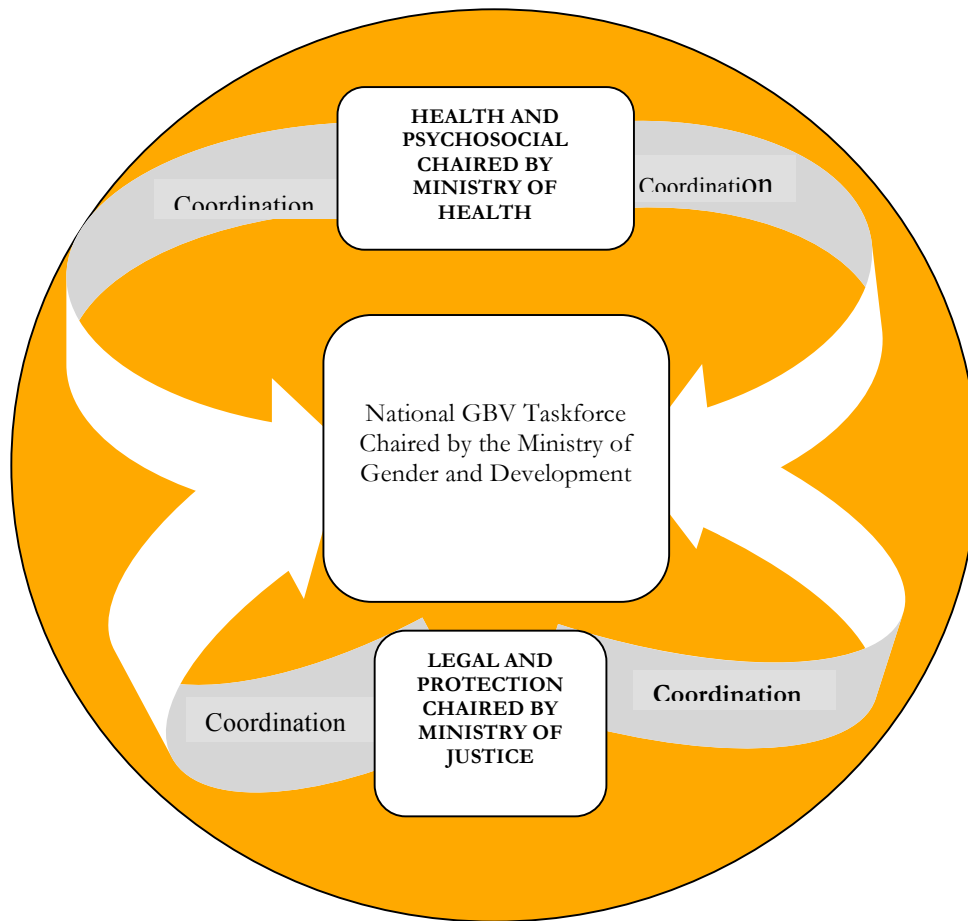 HEALTH AND
PSYCHOSOCIAL
CHAIRED BY
MINISTRY OF
HEALTH
Coordination
Coordination
National GBV Taskforce
Chaired by the Ministry of
Gender and Development
LEGAL AND
PROTECTION
CHAIRED BY
MINISTRY OF
JUSTICE
Coordination
Coordination